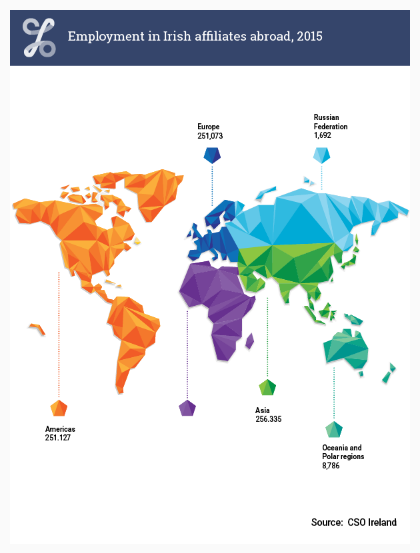 Employment in Irish affiliates abroad, 2015
Russian
Federation
1,692
Europe
251,073
Americas
251.127
Asia
256.335
Oceania and
Polar regions
8,786
Source: CSO Ireland